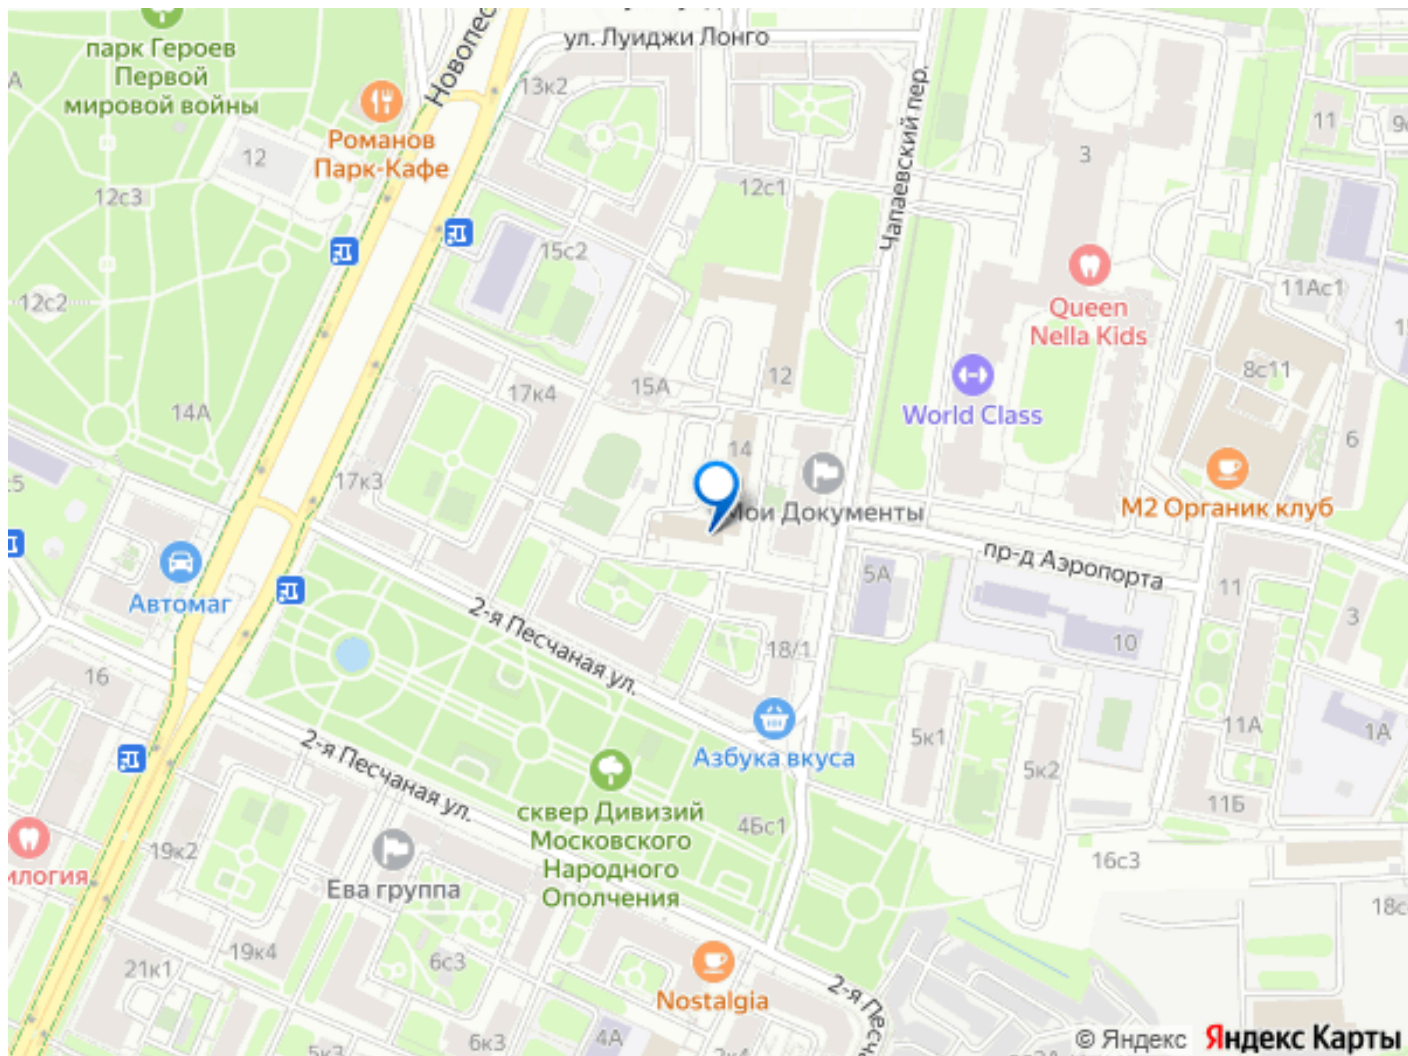 ул. Луиджи Лонго
парк Героев
Первой
мировой войны
13к2
Чапаевский пер.
Романов
Парк-Кафе
12
12с3
12с1
3
11
15с2
12с2
11Ас1
Queen
Nella Kids
14А
17к4
15А
12
World Class
8с11
6
14
17к3
Мои Документы
М2 Органик клуб
пр-д Аэропорта
5А
11
3
Автомаг
2-я Песчаная ул.
18/1
10
16
11А
1А
5к1
Азбука вкуса
2-я Песчаная ул.
5к2
11Б
сквер Дивизий
Московского
Народного
Ополчения
4Бс1
19к2
16с3
Ева группа
19к4
6с3
21к1
Nostalgia
4А
6к3
© Яндекс Яндекс Карты